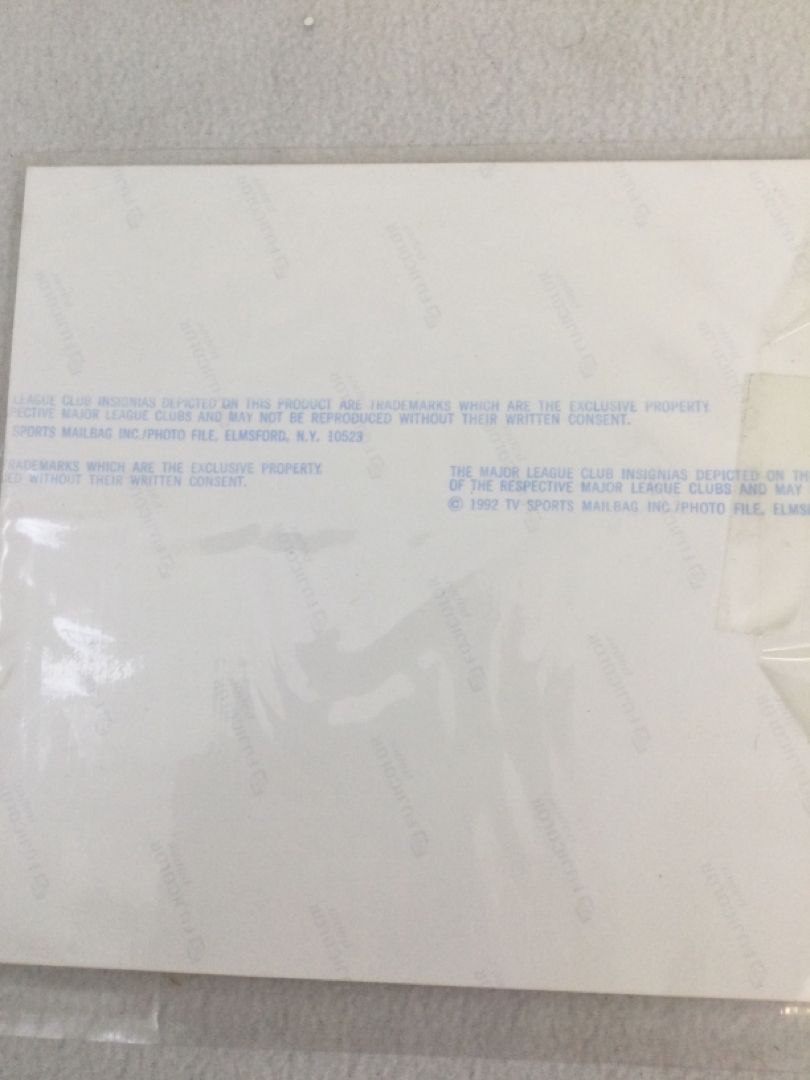 LEAGUE CLUB INSIGNIAS DEPICTED ON THIS PRODUCT ARE TRADEMARKS WHICH ARE THE EXCLUSIVE PROPERTY
PECTIVE MAJOR LEAGUE CLUBS AND MAY NOT BE REPRODUCED WITHOUT THEIR WRITTEN CONSENT.
SPORTS MAILBAG INC./PHOTO FILE, ELMSFORD, N.Y. 10523
RADEMARKS WHICH ARE THE EXCLUSIVE PROPERTY.
ED WITHOUT THEIR WRITTEN CONSENT.
THE MAJOR LEAGUE CLUB INSIGNIAS DEPICTED ON TH
OF THE RESPECTIVE MAJOR LEAGUE CLUBS AND MAY
© 1992 TV SPORTS MAILBAG INC./PHOTO FILE, ELMS
FUJICOLOR